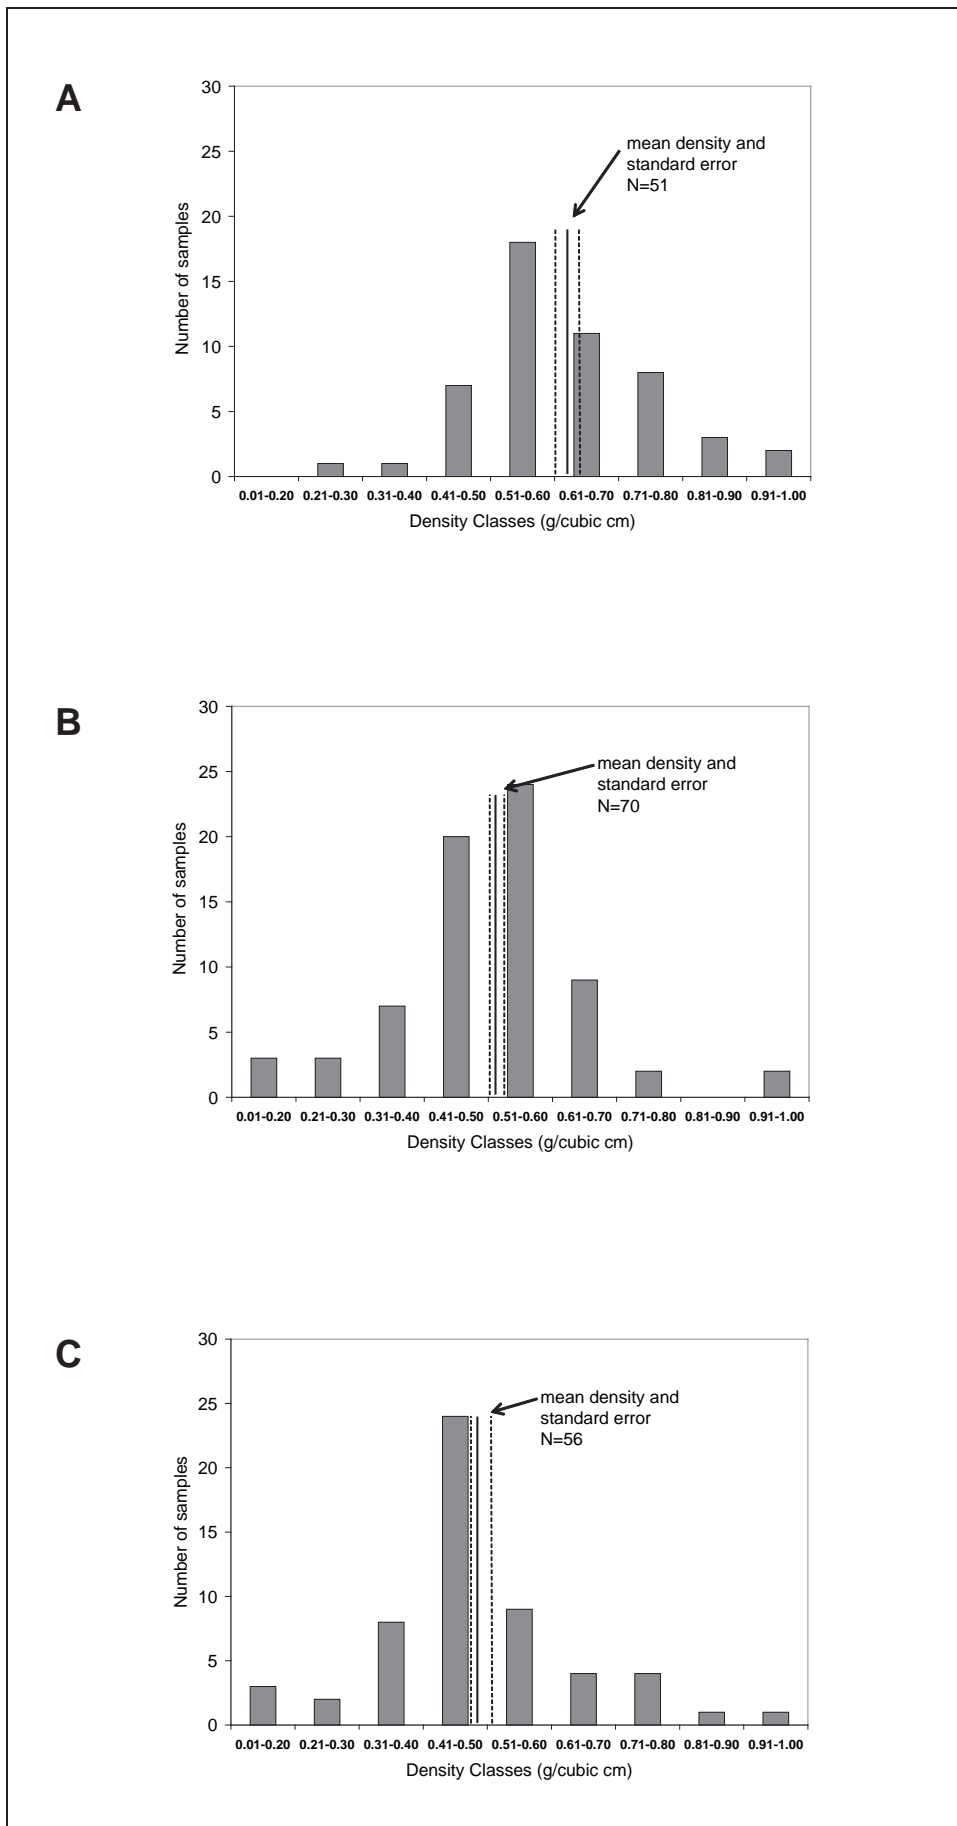 A
30
25
20
15
10
5
0
Number of samples
mean density and
standard error
N=51
0.01-0.20 0.21-0.30 0.31-0.40 0.41-0.50 0.51-0.60 0.61-0.70 0.71-0.80 0.81-0.90 0.91-1.00
Density Classes (g/cubic cm)
B
30
25
20
15
10
5
0
Number of samples
mean density and
standard error
N=70
0.01-0.20 0.21-0.30 0.31-0.40 0.41-0.50 0.51-0.60 0.61-0.70 0.71-0.80 0.81-0.90 0.91-1.00
Density Classes (g/cubic cm)
C
30
25
20
15
10
5
0
Number of samples
mean density and
standard error
N=56
0.01-0.20 0.21-0.30 0.31-0.40 0.41-0.50 0.51-0.60 0.61-0.70 0.71-0.80 0.81-0.90 0.91-1.00
Density Classes (g/cubic cm)